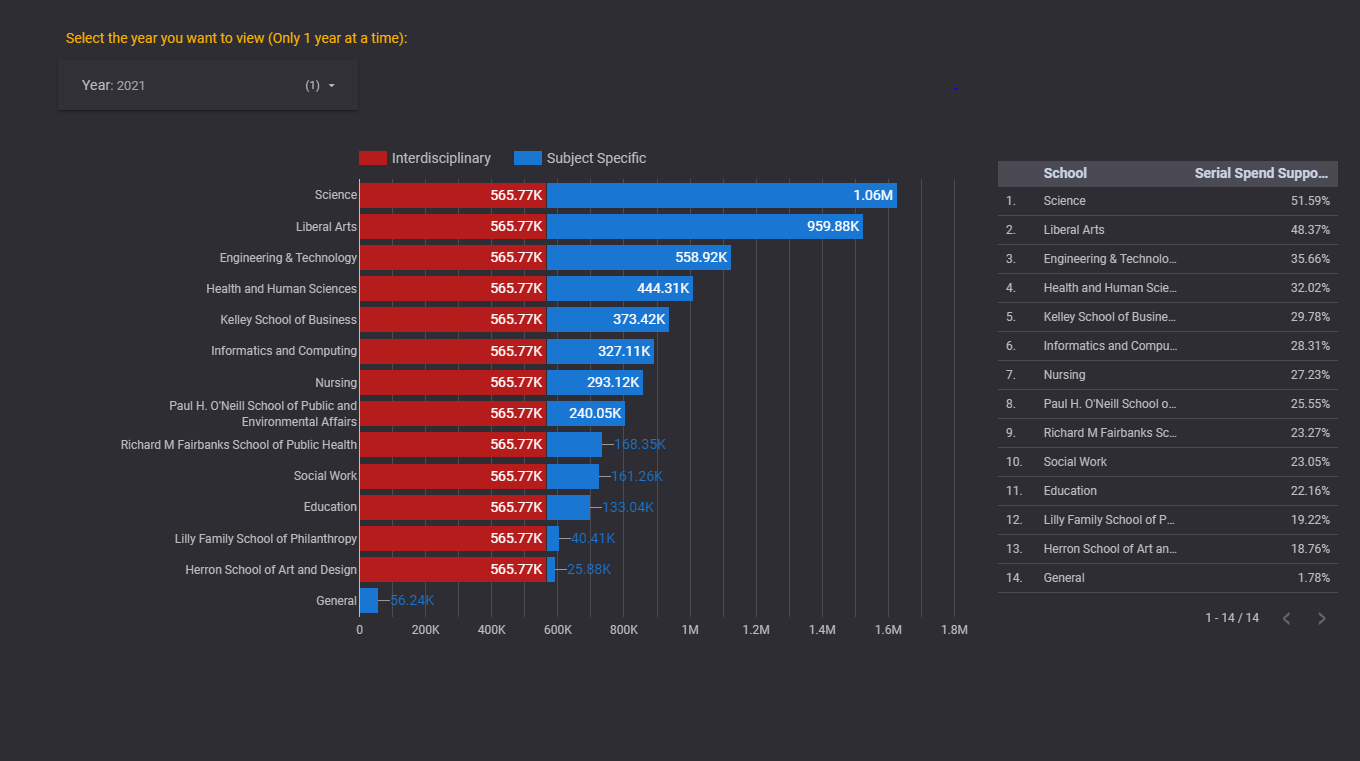 Select the year you want to view (Only 1 year at a time):
Year: 2021 (1)
Interdisciplinary Subject Specific
Science 565.77K 1.06M
Liberal Arts 565.77K 959.88K
Engineering & Technology 565.77K 558.92K
Health and Human Sciences 565.77K 444.31K
Kelley School of Business 565.77K 373.42K
Informatics and Computing 565.77K 327.11K
Nursing 565.77K 293.12K
Paul H. O'Neill School of Public and
Environmental Affairs 565.77K 240.05K
Richard M Fairbanks School of Public Health 565.77K 168.35K
Social Work 565.77K 161.26K
Education 565.77K 133.04K
Lilly Family School of Philanthropy 565.77K 40.41K
Herron School of Art and Design 565.77K 25.88K
General 56.24K
0 200K 400K 600K 800K 1M 1.2M 1.4M 1.6M 1.8M
School Serial Spend Suppo...
1. Science 51.59%
2. Liberal Arts 48.37%
3. Engineering & Technolo... 35.66%
4. Health and Human Scie... 32.02%
5. Kelley School of Busine... 29.78%
6. Informatics and Compu... 28.31%
7. Nursing 27.23%
8. Paul H. O'Neill School o... 25.55%
9. Richard M Fairbanks Sc... 23.27%
10. Social Work 23.05%
11. Education 22.16%
12. Lilly Family School of P... 19.22%
13. Herron School of Art an... 18.76%
14. General 1.78%
1 - 14 / 14